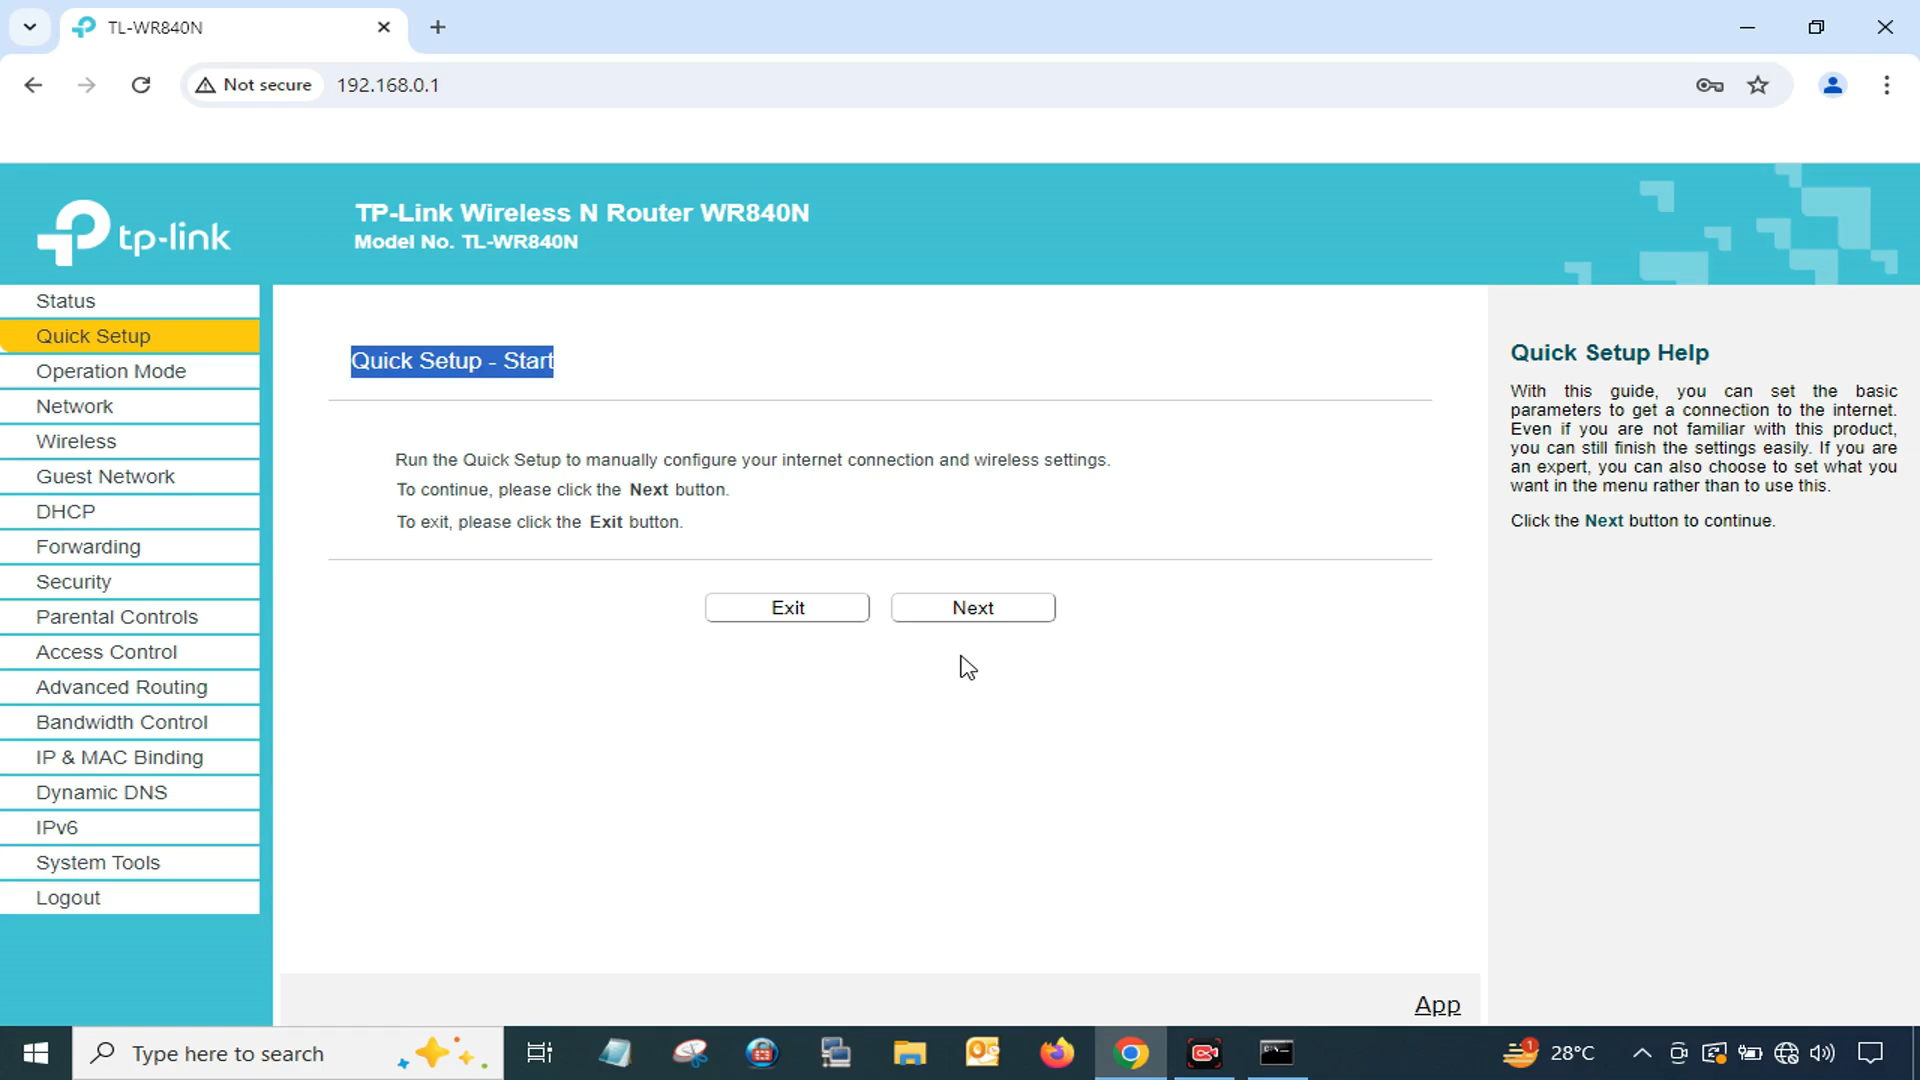 TL-WR840N
Not secure
192.168.0.1
tp-link
TP-Link Wireless N Router WR840N
Model No. TL-WR840N
Status
Quick Setup
Operation Mode
Network
Wireless
Guest Network
DHCP
Forwarding
Security
Parental Controls
Access Control
Advanced Routing
Bandwidth Control
IP & MAC Binding
Dynamic DNS
IPv6
System Tools
Logout
Quick Setup - Start
Run the Quick Setup to manually configure your internet connection and wireless settings.
To continue, please click the Next button.
To exit, please click the Exit button.
Exit
Next
Quick Setup Help
With this guide, you can set the basic
parameters to get a connection to the internet.
Even if you are not familiar with this product,
you can still finish the settings easily. If you are
an expert, you can also choose to set what you
want in the menu rather than to use this.
Click the Next button to continue.
App
Type here to search
1
28°C